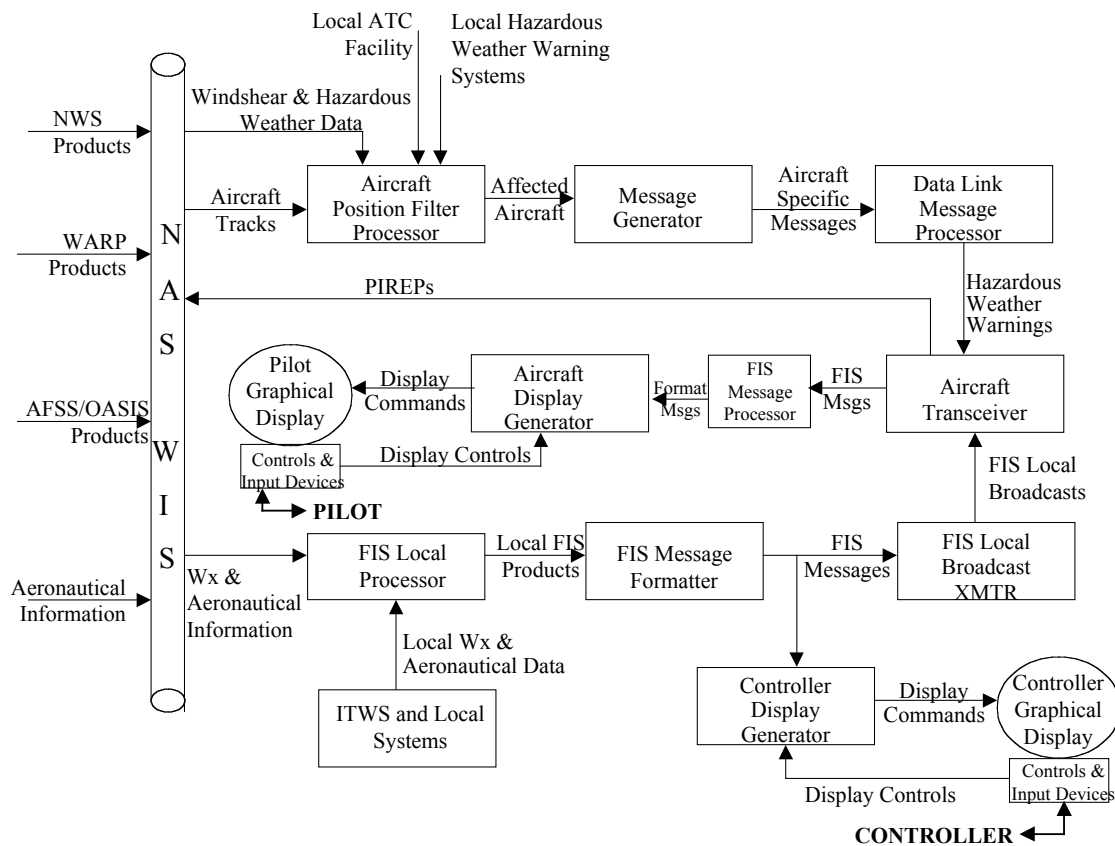 Local ATC
Facility
Local Hazardous
Weather Warning
Systems
NWS
Products
Windshear & Hazardous
Weather Data
Aircraft
Tracks
Aircraft
Position Filter
Processor
Affected
Aircraft
Message
Generator
Aircraft
Specific
Messages
Data Link
Message
Processor
WARP
Products
NAS WIS
PIREPs
Hazardous
Weather
Warnings
Pilot
Graphical
Display
Display
Commands
Aircraft
Display
Generator
Format
Msgs
FIS
Message
Processor
FIS
Msgs
Aircraft
Transceiver
AFSS/OASIS
Products
Controls &
Input Devices
Display Controls
PILOT
FIS Local
Broadcasts
Aeronautical
Information
Wx &
Aeronautical
Information
FIS Local
Processor
Local FIS
Products
FIS Message
Formatter
FIS
Messages
FIS Local
Broadcast
XMTR
Local Wx &
Aeronautical Data
ITWS and Local
Systems
Controller
Display
Generator
Display
Commands
Controller
Graphical
Display
Controls &
Input Devices
Display Controls
CONTROLLER